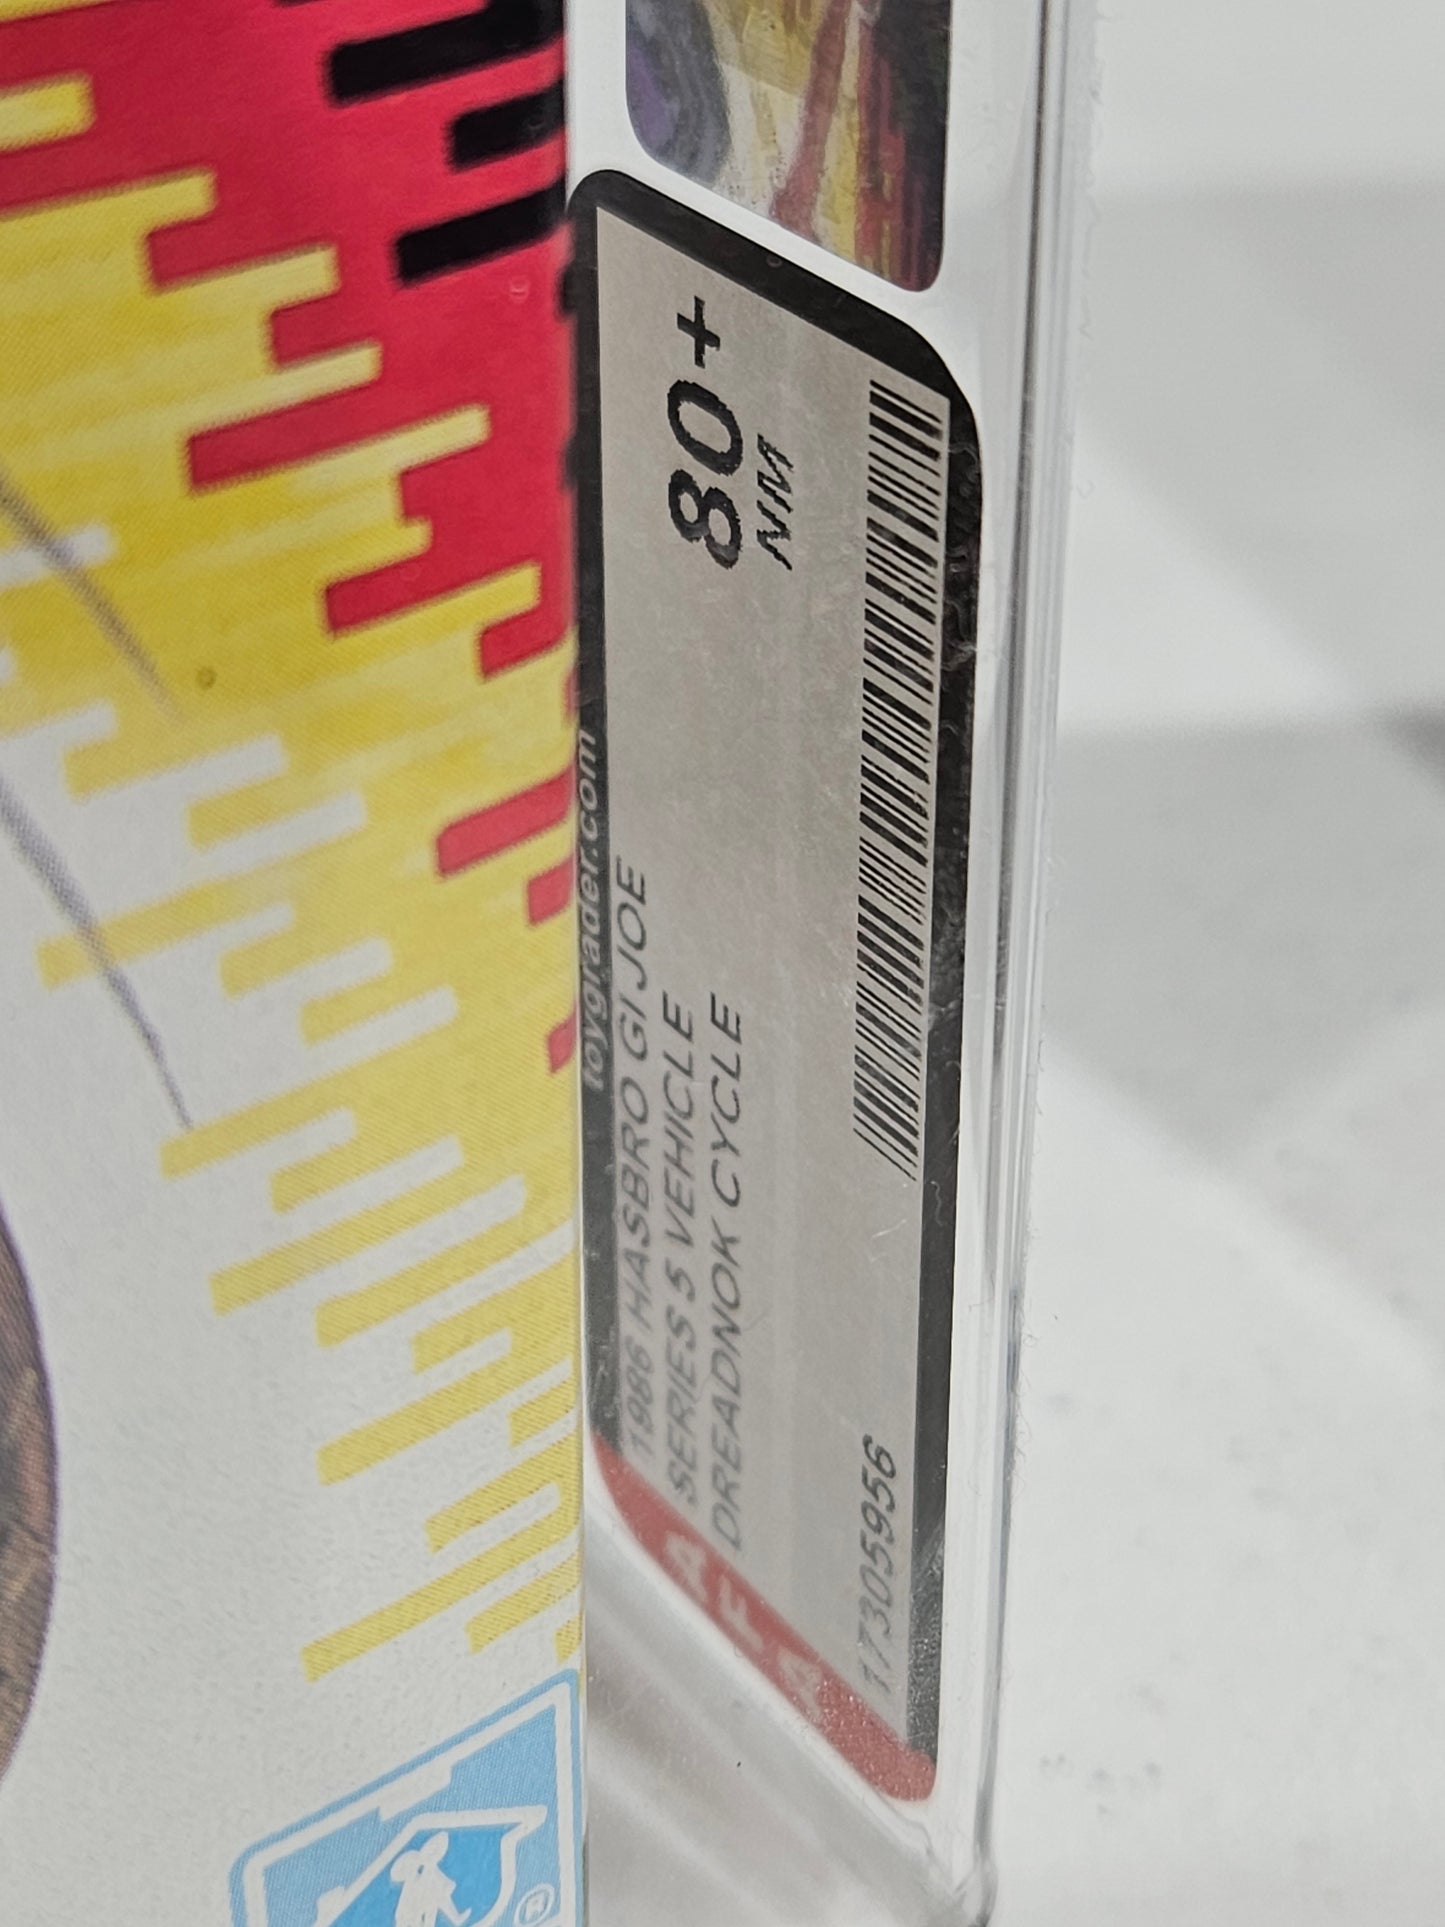 80+
NM
toygrader.com
1986 HASBRO GI JOE
SERIES 5 VEHICLE
DREADNOK CYCLE
17305956
AFA
®